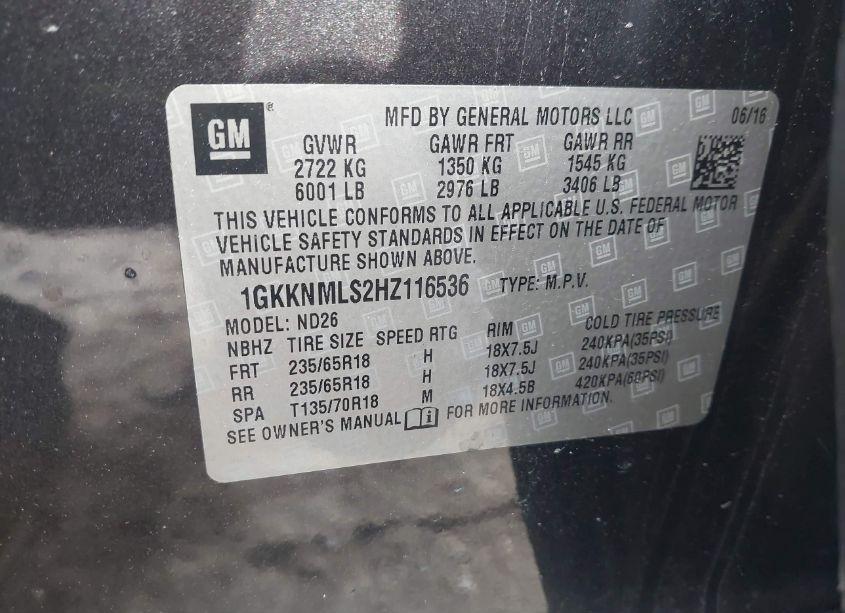 GM ® MFD BY GENERAL MOTORS LLC 06/16
GVWR GAWR FRT GAWR RR
2722 KG 1350 KG 1545 KG
6001 LB 2976 LB 3406 LB
THIS VEHICLE CONFORMS TO ALL APPLICABLE U.S. FEDERAL MOTOR
VEHICLE SAFETY STANDARDS IN EFFECT ON THE DATE OF
MANUFACTURE SHOWN ABOVE.
1GKKNMLS2HZ116536 TYPE: M.P.V.
MODEL: ND26
NBHZ TIRE SIZE SPEED RTG RIM COLD TIRE PRESSURE
FRT 235/65R18 H 18X7.5J 240KPA(35PSI)
RR 235/65R18 H 18X7.5J 240KPA(35PSI)
SPA T135/70R18 M 18X4.5B 420KPA(60PSI)
SEE OWNER'S MANUAL FOR MORE INFORMATION.